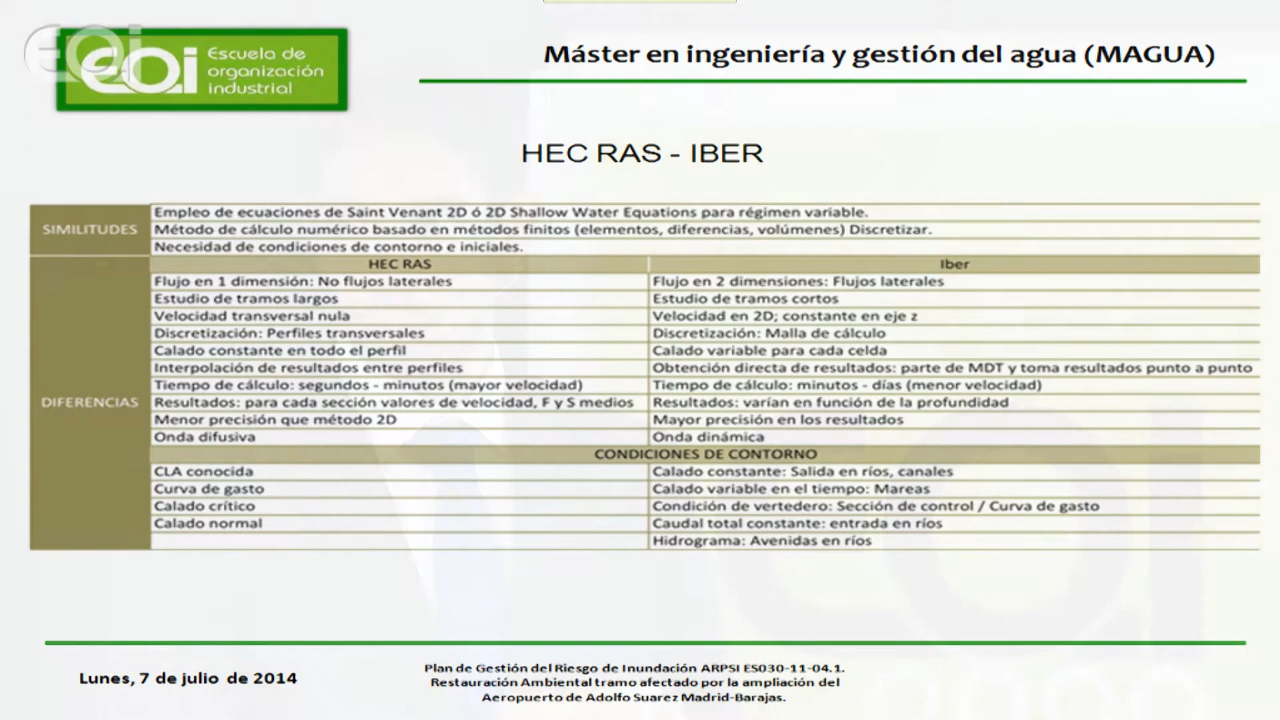 eoi Escuela de
organización
industrial
Máster en ingeniería y gestión del agua (MAGUA)
HEC RAS - IBER
SIMILITUDES
Empleo de ecuaciones de Saint Venant 2D ó 2D Shallow Water Equations para régimen variable.
Método de cálculo numérico basado en métodos finitos (elementos, diferencias, volúmenes) Discretizar.
Necesidad de condiciones de contorno e iniciales.
DIFERENCIAS
HEC RAS Iber
Flujo en 1 dimensión: No flujos laterales Flujo en 2 dimensiones: Flujos laterales
Estudio de tramos largos Estudio de tramos cortos
Velocidad transversal nula Velocidad en 2D; constante en eje z
Discretización: Perfiles transversales Discretización: Malla de cálculo
Calado constante en todo el perfil Calado variable para cada celda
Interpolación de resultados entre perfiles Obtención directa de resultados: parte de MDT y toma resultados punto a punto
Tiempo de cálculo: segundos - minutos (mayor velocidad) Tiempo de cálculo: minutos - días (menor velocidad)
Resultados: para cada sección valores de velocidad, F y S medios Resultados: varían en función de la profundidad
Menor precisión que método 2D Mayor precisión en los resultados
Onda difusiva Onda dinámica
CONDICIONES DE CONTORNO
CLA conocida Calado constante: Salida en ríos, canales
Curva de gasto Calado variable en el tiempo: Mareas
Calado crítico Condición de vertedero: Sección de control / Curva de gasto
Calado normal Caudal total constante: entrada en ríos
Hidrograma: Avenidas en ríos
Lunes, 7 de julio de 2014
Plan de Gestión del Riesgo de Inundación ARPSI ES030-11-04.1.
Restauración Ambiental tramo afectado por la ampliación del
Aeropuerto de Adolfo Suarez Madrid-Barajas.